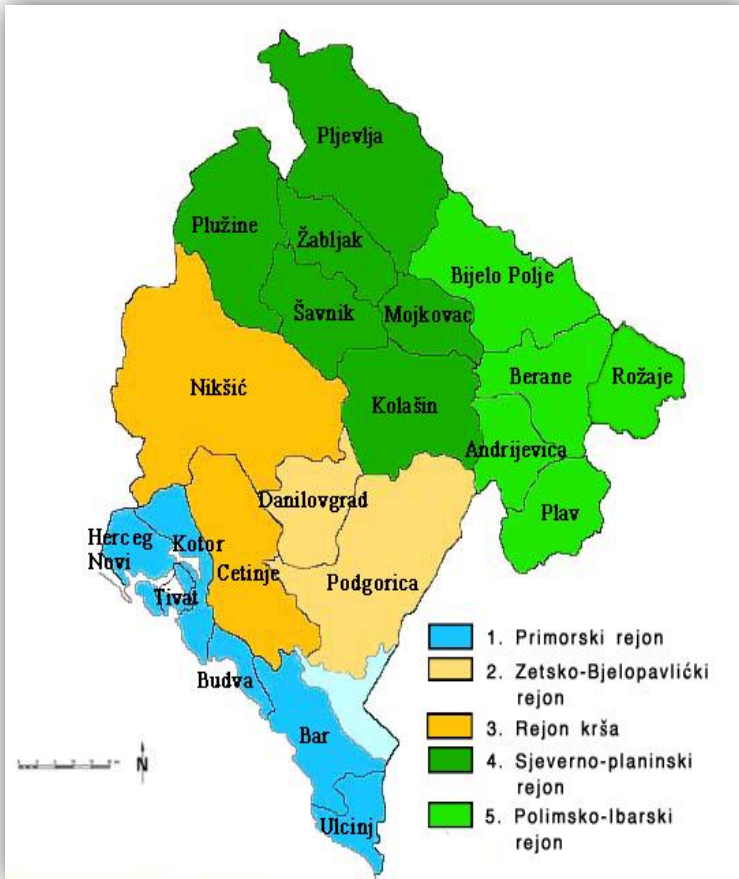 Pljevlja
Plužine
Žabljak
Bijelo Polje
Šavnik
Mojkovac
Nikšić
Berane
Rožaje
Kolašin
Andrijevica
Danilovgrad
Plav
Herceg
Novi
Kotor
Cetinje
Podgorica
Tivat
Budva
Bar
Ulcinj
N
1. Primorski rejon
2. Zetsko-Bjelopavlićki
rejon
3. Rejon krša
4. Sjeverno-planinski
rejon
5. Polimsko-Ibarski
rejon